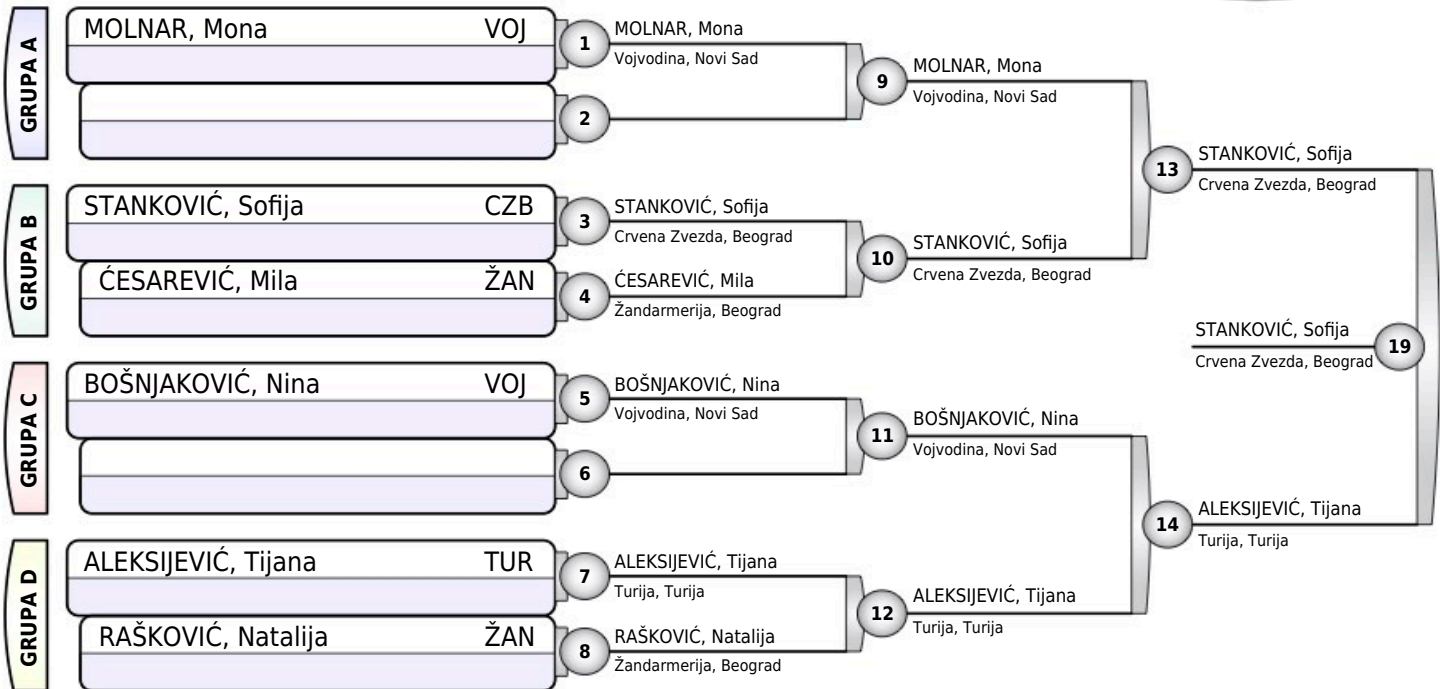 GRUPA A
MOLNAR, Mona VOJ
1
2
GRUPA B
STANKOVIĆ, Sofija CZB
ĆESAREVIĆ, Mila ŽAN
3
4
GRUPA C
BOŠNJAKOVIĆ, Nina VOJ
5
6
GRUPA D
ALEKSIJEVIĆ, Tijana TUR
RAŠKOVIĆ, Natalija ŽAN
7
8
MOLNAR, Mona
Vojvodina, Novi Sad
STANKOVIĆ, Sofija
Crvena Zvezda, Beograd
ĆESAREVIĆ, Mila
Žandarmerija, Beograd
BOŠNJAKOVIĆ, Nina
Vojvodina, Novi Sad
ALEKSIJEVIĆ, Tijana
Turija, Turija
RAŠKOVIĆ, Natalija
Žandarmerija, Beograd
9
MOLNAR, Mona
Vojvodina, Novi Sad
10
STANKOVIĆ, Sofija
Crvena Zvezda, Beograd
11
BOŠNJAKOVIĆ, Nina
Vojvodina, Novi Sad
12
ALEKSIJEVIĆ, Tijana
Turija, Turija
13
STANKOVIĆ, Sofija
Crvena Zvezda, Beograd
14
ALEKSIJEVIĆ, Tijana
Turija, Turija
STANKOVIĆ, Sofija
Crvena Zvezda, Beograd
19